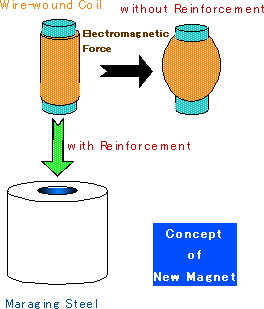 Wire-wound Coil
without Reinforcement
Electromagnetic
Force
with Reinforcement
Concept
of
New Magnet
Maraging Steel